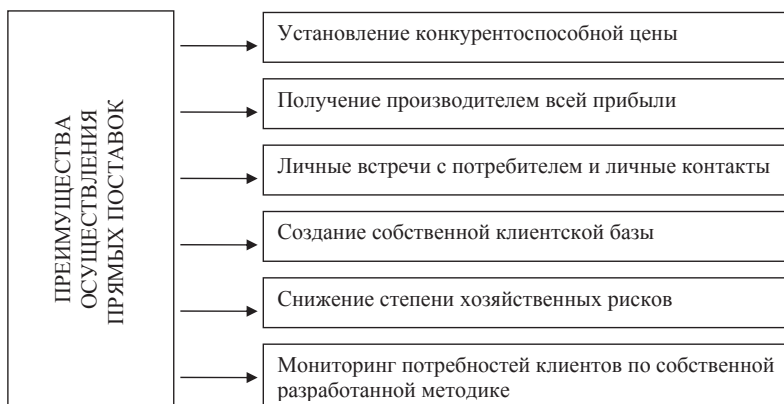 ПРЕИМУЩЕСТВА
ОСУЩЕСТВЛЕНИЯ
ПРЯМЫХ ПОСТАВОК
Установление конкурентоспособной цены
Получение производителем всей прибыли
Личные встречи с потребителем и личные контакты
Создание собственной клиентской базы
Снижение степени хозяйственных рисков
Мониторинг потребностей клиентов по собственной
разработанной методике